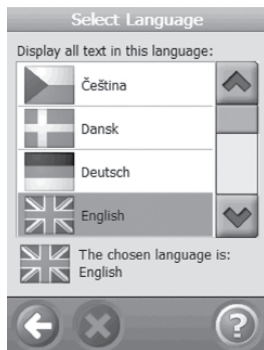 Select Language
Display all text in this language:
Čeština
Dansk
Deutsch
English
The chosen language is:
English
?